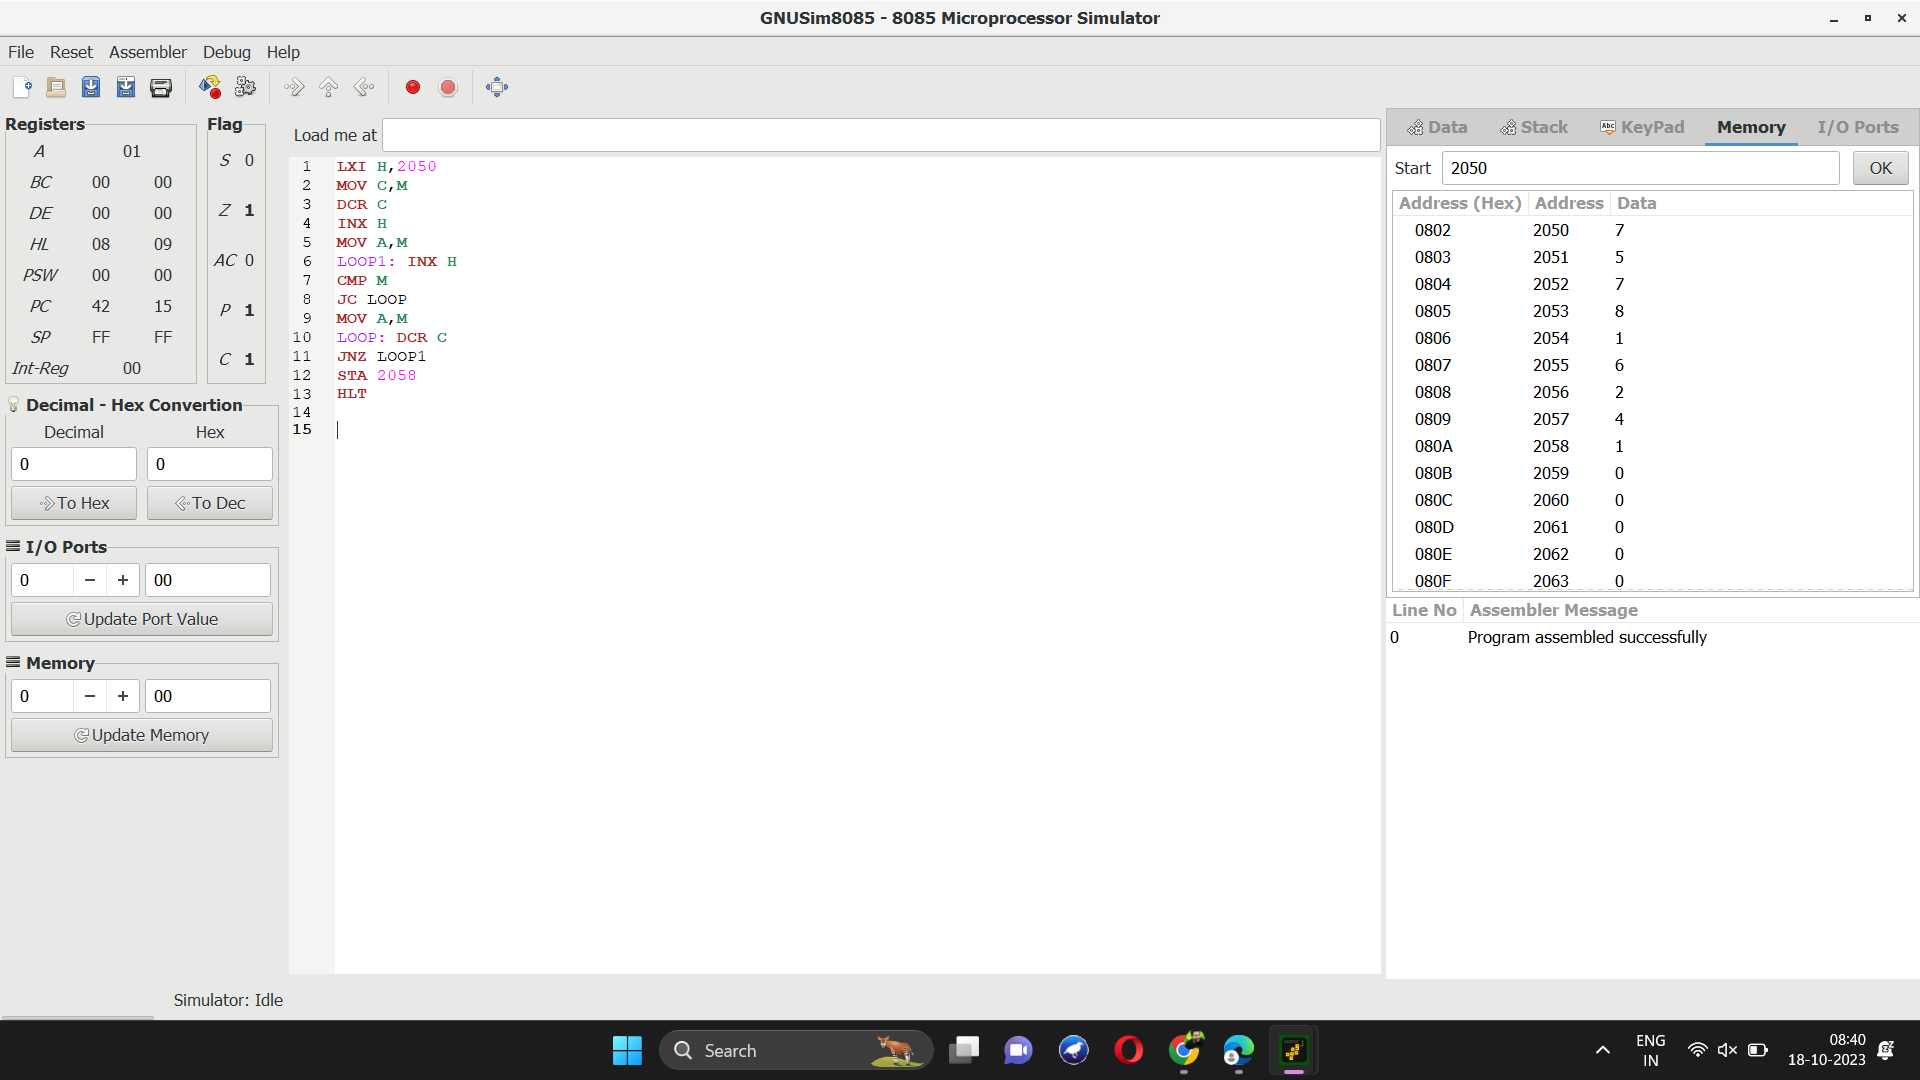 GNUSim8085 - 8085 Microprocessor Simulator
File Reset Assembler Debug Help
Registers
A 01
BC 00 00
DE 00 00
HL 08 09
PSW 00 00
PC 42 15
SP FF FF
Int-Reg 00
Flag
S 0
Z 1
AC 0
P 1
C 1
Decimal - Hex Convertion
Decimal Hex
0 0
To Hex To Dec
I/O Ports
0 − + 00
Update Port Value
Memory
0 − + 00
Update Memory
Load me at
1 LXI H,2050
2 MOV C,M
3 DCR C
4 INX H
5 MOV A,M
6 LOOP1: INX H
7 CMP M
8 JC LOOP
9 MOV A,M
10 LOOP: DCR C
11 JNZ LOOP1
12 STA 2058
13 HLT
14
15
Data Stack Abc KeyPad Memory I/O Ports
Start 2050 OK
Address (Hex) Address Data
0802 2050 7
0803 2051 5
0804 2052 7
0805 2053 8
0806 2054 1
0807 2055 6
0808 2056 2
0809 2057 4
080A 2058 1
080B 2059 0
080C 2060 0
080D 2061 0
080E 2062 0
080F 2063 0
Line No Assembler Message
0 Program assembled successfully
Simulator: Idle
Search
ENG
IN
08:40
18-10-2023